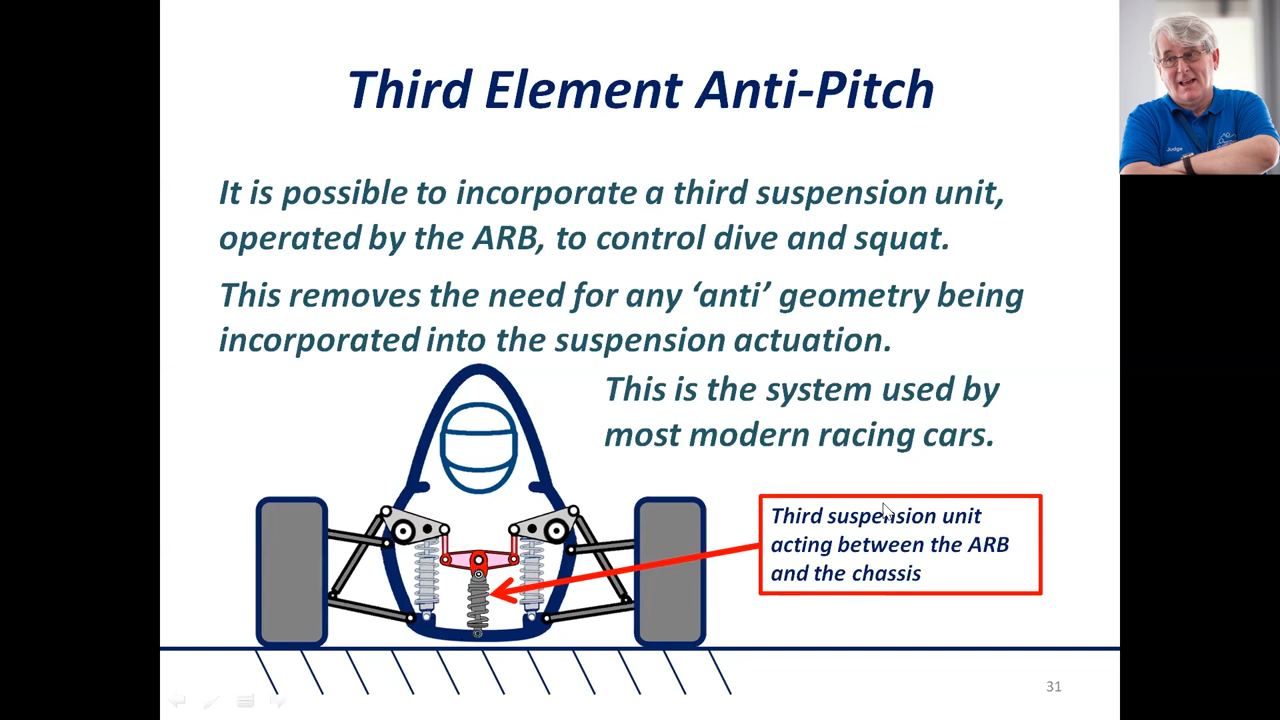 Third Element Anti-Pitch
It is possible to incorporate a third suspension unit,
operated by the ARB, to control dive and squat.
This removes the need for any ‘anti’ geometry being
incorporated into the suspension actuation.
This is the system used by
most modern racing cars.
Third suspension unit
acting between the ARB
and the chassis
31
Judge